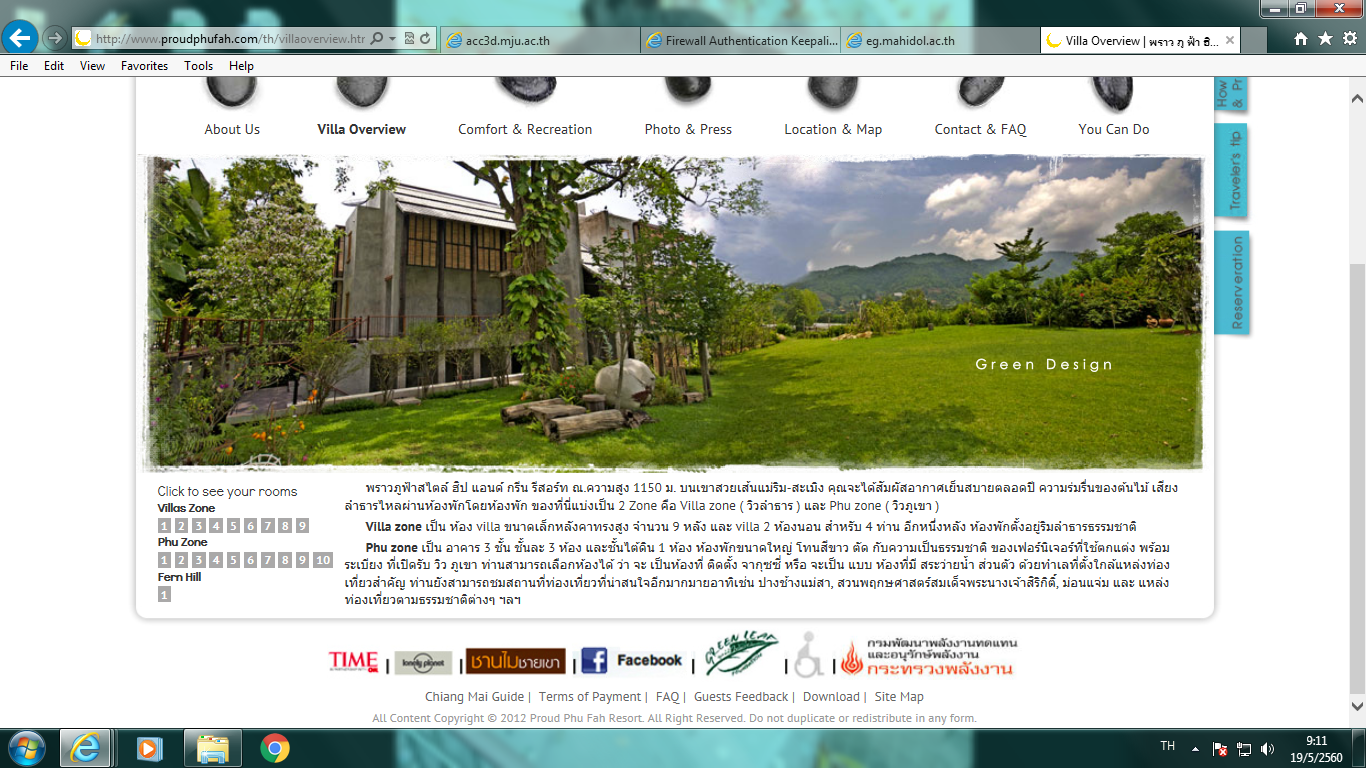 http://www.proudphufah.com/th/villaoverview.htr
acc3d.mju.ac.th
Firewall Authentication Keepali...
eg.mahidol.ac.th
Villa Overview | พราว ภู ฟ้า ฮิ...
File Edit View Favorites Tools Help
About Us
Villa Overview
Comfort & Recreation
Photo & Press
Location & Map
Contact & FAQ
You Can Do
How
& Pr
Traveler's tip
Reserveration
Green Design
Click to see your rooms
Villas Zone
1 2 3 4 5 6 7 8 9
Phu Zone
1 2 3 4 5 6 7 8 9 10
Fern Hill
1
พราวภูฟ้าสไตล์ ฮิป แอนด์ กรีน รีสอร์ท ณ.ความสูง 1150 ม. บนเขาสวยเส้นแม่ริม-สะเมิง คุณจะได้สัมผัสอากาศเย็นสบายตลอดปี ความร่มรื่นของต้นไม้ เสียง
ลำธารไหลผ่านห้องพักโดยห้องพัก ของที่นี่แบ่งเป็น 2 Zone คือ Villa zone ( วิวลำธาร ) และ Phu zone ( วิวภูเขา )
Villa zone เป็น ห้อง villa ขนาดเล็กหลังคาทรงสูง จำนวน 9 หลัง และ villa 2 ห้องนอน สำหรับ 4 ท่าน อีกหนึ่งหลัง ห้องพักตั้งอยู่ริมลำธารธรรมชาติ
Phu zone เป็น อาคาร 3 ชั้น ชั้นละ 3 ห้อง และชั้นใต้ดิน 1 ห้อง ห้องพักขนาดใหญ่ โทนสีขาว ตัด กับความเป็นธรรมชาติ ของเฟอร์นิเจอร์ที่ใช้ตกแต่ง พร้อม
ระเบียง ที่เปิดรับ วิว ภูเขา ท่านสามารถเลือกห้องได้ ว่า จะ เป็นห้องที่ ติดตั้ง จากุซซี่ หรือ จะเป็น แบบ ห้องที่มี สระว่ายน้ำ ส่วนตัว ด้วยทำเลที่ตั้งใกล้แหล่งท่อง
เที่ยวสำคัญ ท่านยังสามารถชมสถานที่ท่องเที่ยวที่น่าสนใจอีกมากมายอาทิเช่น ปางช้างแม่สา, สวนพฤกษศาสตร์สมเด็จพระนางเจ้าสิริกิติ์, ม่อนแจ่ม และ แหล่ง
ท่องเที่ยวตามธรรมชาติต่างๆ ฯลฯ
TIME
lonely planet
ชานไม้ชายเขา
Facebook
GREEN LEAF FOUNDATION
กรมพัฒนาพลังงานทดแทน
และอนุรักษ์พลังงาน
กระทรวงพลังงาน
Chiang Mai Guide | Terms of Payment | FAQ | Guests Feedback | Download | Site Map
All Content Copyright © 2012 Proud Phu Fah Resort. All Right Reserved. Do not duplicate or redistribute in any form.
TH
9:11
19/5/2560